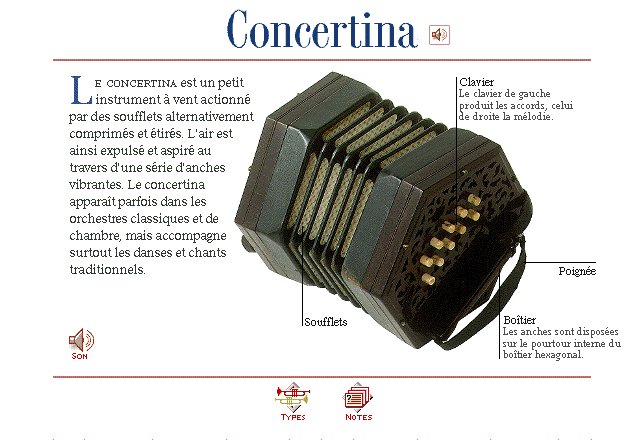 Concertina
LE CONCERTINA est un petit
instrument à vent actionné
par des soufflets alternativement
comprimés et étirés. L'air est
ainsi expulsé et aspiré au
travers d'une série d'anches
vibrantes. Le concertina
apparaît parfois dans les
orchestres classiques et de
chambre, mais accompagne
surtout les danses et chants
traditionnels.
Clavier
Le clavier de gauche
produit les accords, celui
de droite la mélodie.
Poignée
Soufflets
Boîtier
Les anches sont disposées
sur le pourtour interne du
boîtier hexagonal.
SON
TYPES
NOTES